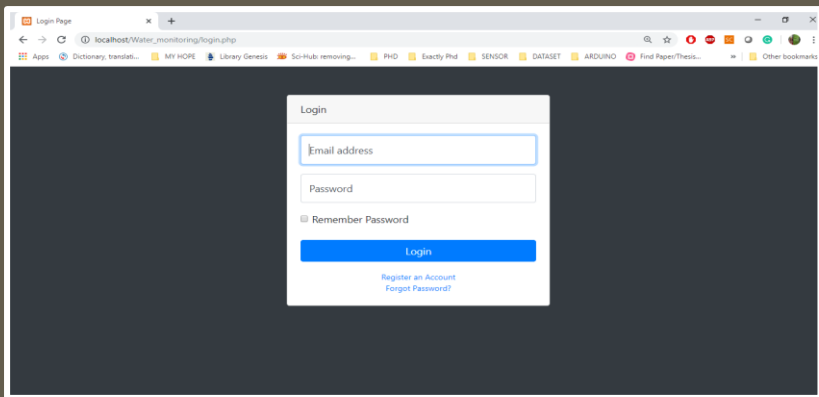 Login Page
localhost/Water_monitoring/login.php
Apps Dictionary, translati... MY HOPE Library Genesis Sci-Hub: removing... PHD Exactly Phd SENSOR DATASET ARDUINO Find Paper/Thesis... » Other bookmarks
Login
Email address
Password
Remember Password
Login
Register an Account
Forgot Password?